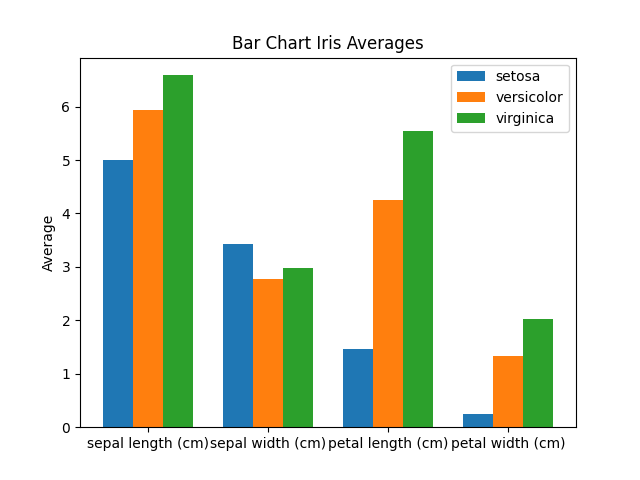 Bar Chart Iris Averages
setosa
versicolor
virginica
Average
6
5
4
3
2
1
0
sepal length (cm) sepal width (cm) petal length (cm) petal width (cm)